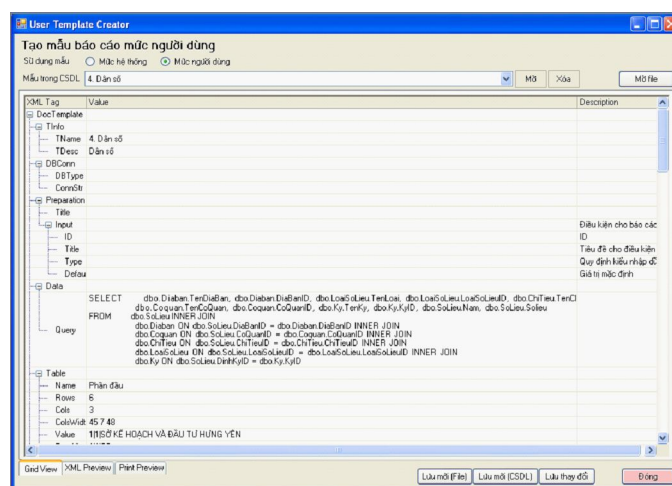 User Template Creator
Tạo mẫu báo cáo mức người dùng
Sử dụng mẫu Mức hệ thống Mức người dùng
Mẫu trong CSDL 4. Dân số Mở Xóa Mở file
XML Tag Value Description
DocTemplate
TInfo
TName 4. Dân số
TDesc Dân số
DBConn
DBType
ConnStr
Preparation
Title
Input Điều kiện cho báo các
ID ID
Title Tiêu đề cho điều kiện
Type Quy định kiểu nhập dữ
Defau Giá trị mặc định
Data
SELECT dbo.Diaban.TenDiaBan, dbo.Diaban.DiaBanID, dbo.LoaiSoLieu.TenLoai, dbo.LoaiSoLieu.LoaiSoLieuID, dbo.ChiTieu.TenCl
dbo.Coquan.TenCoQuan, dbo.Coquan.CoQuanID, dbo.Ky.TenKy, dbo.Ky.KyID, dbo.SoLieu.Nam, dbo.SoLieu.Solieu
FROM dbo.SoLieu INNER JOIN
dbo.Diaban ON dbo.SoLieu.DiaBanID = dbo.Diaban.DiaBanID INNER JOIN
Query dbo.Coquan ON dbo.SoLieu.CoQuanID = dbo.Coquan.CoQuanID INNER JOIN
dbo.ChiTieu ON dbo.SoLieu.ChiTieuID = dbo.ChiTieu.ChiTieuID INNER JOIN
dbo.LoaiSoLieu ON dbo.SoLieu.LoaiSoLieuID = dbo.LoaiSoLieu.LoaiSoLieuID INNER JOIN
dbo.Ky ON dbo.SoLieu.DinhKyID = dbo.Ky.KyID
Table
Name Phần đầu
Rows 6
Cols 3
ColsWidt 45 7 48
Value 1|1|SỞ KẾ HOẠCH VÀ ĐẦU TƯ HƯNG YÊN
Grid View XML Preview Print Preview
Lưu mới (File) Lưu mới (CSDL) Lưu thay đổi Đóng